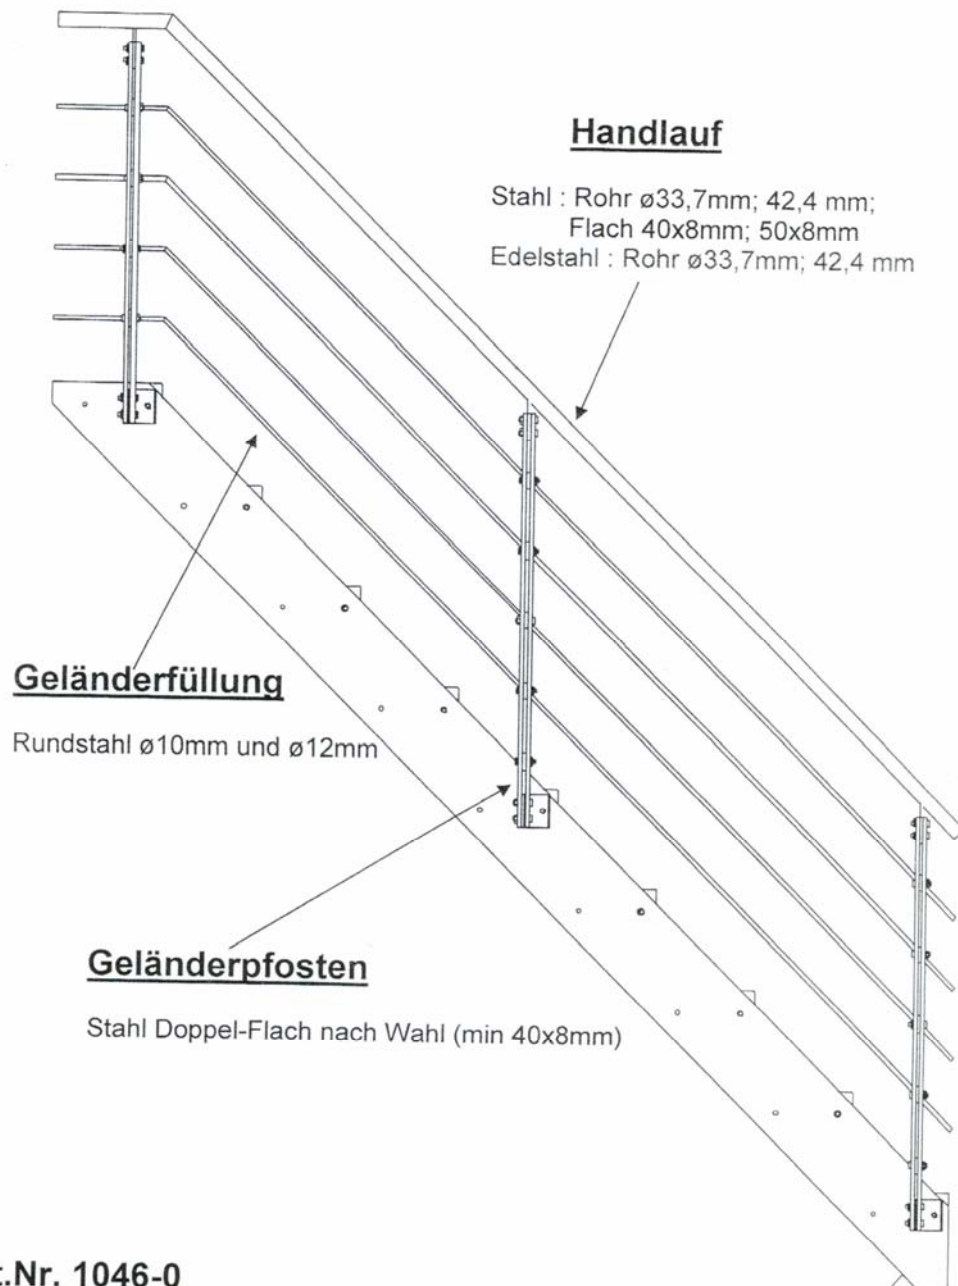 Handlauf
Stahl : Rohr ø33,7mm; 42,4 mm;
Flach 40x8mm; 50x8mm
Edelstahl : Rohr ø33,7mm; 42,4 mm
Geländerfüllung
Rundstahl ø10mm und ø12mm
Geländerpfosten
Stahl Doppel-Flach nach Wahl (min 40x8mm)
t.Nr. 1046-0